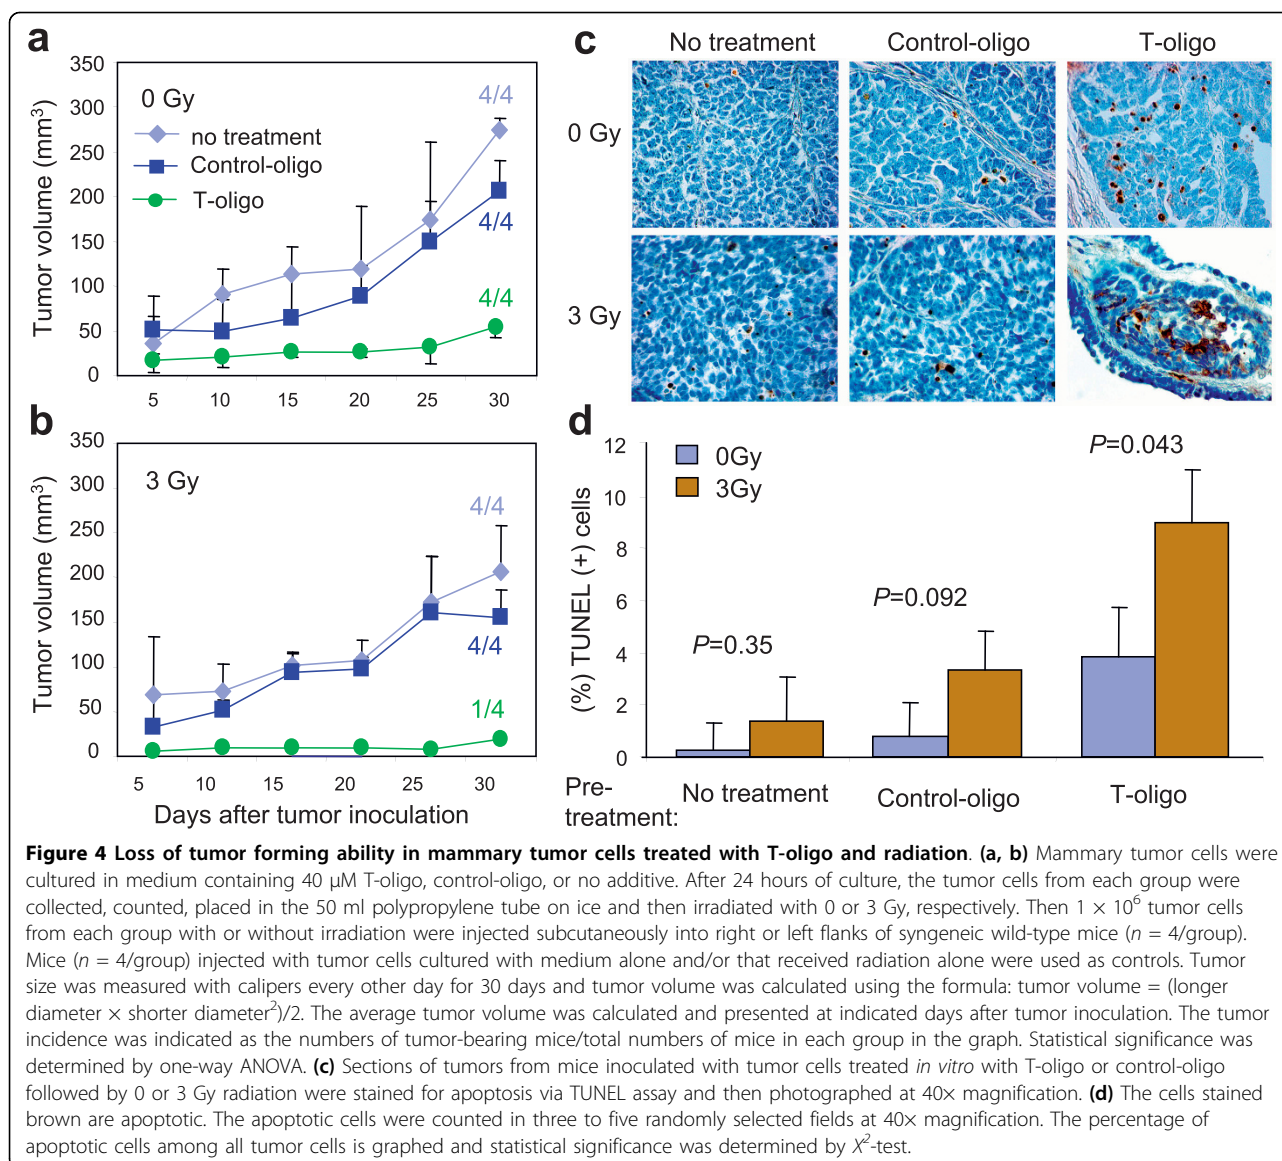 a
350
300
250
200
150
100
50
0
Tumor volume (mm³)
0 Gy
no treatment
Control-oligo
T-oligo
4/4
4/4
4/4
5 10 15 20 25 30
b
350
300
250
200
150
100
50
0
Tumor volume (mm³)
3 Gy
4/4
4/4
1/4
5 10 15 20 25 30
Days after tumor inoculation
c
No treatment Control-oligo T-oligo
0 Gy
3 Gy
d
12
10
8
6
4
2
0
(%) TUNEL (+) cells
0Gy
3Gy
P=0.35
P=0.092
P=0.043
Pre-
treatment:
No treatment Control-oligo T-oligo
Figure 4 Loss of tumor forming ability in mammary tumor cells treated with T-oligo and radiation. (a, b) Mammary tumor cells were
cultured in medium containing 40 μM T-oligo, control-oligo, or no additive. After 24 hours of culture, the tumor cells from each group were
collected, counted, placed in the 50 ml polypropylene tube on ice and then irradiated with 0 or 3 Gy, respectively. Then 1 × 10⁶ tumor cells
from each group with or without irradiation were injected subcutaneously into right or left flanks of syngeneic wild-type mice (n = 4/group).
Mice (n = 4/group) injected with tumor cells cultured with medium alone and/or that received radiation alone were used as controls. Tumor
size was measured with calipers every other day for 30 days and tumor volume was calculated using the formula: tumor volume = (longer
diameter × shorter diameter²)/2. The average tumor volume was calculated and presented at indicated days after tumor inoculation. The tumor
incidence was indicated as the numbers of tumor-bearing mice/total numbers of mice in each group in the graph. Statistical significance was
determined by one-way ANOVA. (c) Sections of tumors from mice inoculated with tumor cells treated in vitro with T-oligo or control-oligo
followed by 0 or 3 Gy radiation were stained for apoptosis via TUNEL assay and then photographed at 40× magnification. (d) The cells stained
brown are apoptotic. The apoptotic cells were counted in three to five randomly selected fields at 40× magnification. The percentage of
apoptotic cells among all tumor cells is graphed and statistical significance was determined by X²-test.